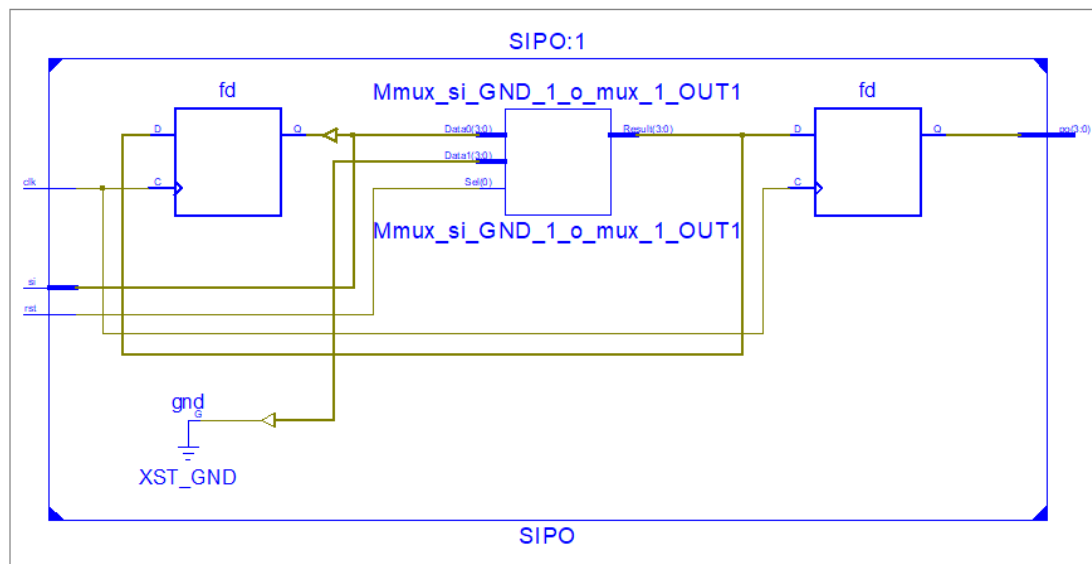 SIPO:1
fd
Mmux_si_GND_1_o_mux_1_OUT1
fd
D
Q
Data0(3:0)
Result(3:0)
D
Q
po(3:0)
Data1(3:0)
clk
C
Sel(0)
C
Mmux_si_GND_1_o_mux_1_OUT1
si
rst
gnd
G
XST_GND
SIPO